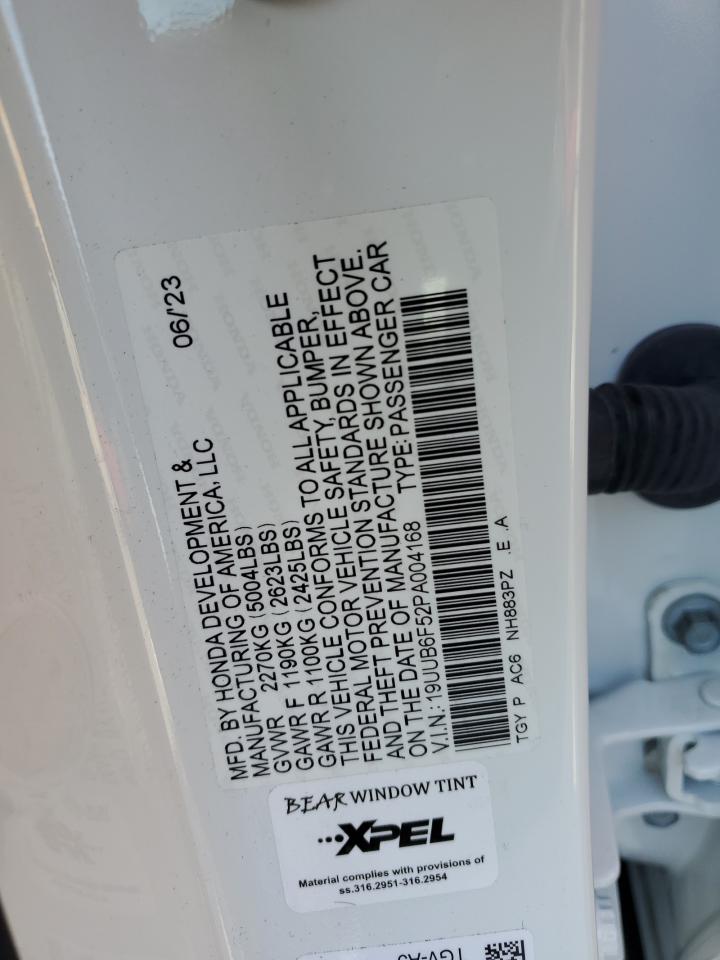 06/'23
MFD. BY HONDA DEVELOPMENT &
MANUFACTURING OF AMERICA, LLC
GVWR 2270KG (5004LBS)
GAWR F 1190KG (2623LBS)
GAWR R 1100KG (2425LBS)
THIS VEHICLE CONFORMS TO ALL APPLICABLE
FEDERAL MOTOR VEHICLE SAFETY, BUMPER,
AND THEFT PREVENTION STANDARDS IN EFFECT
ON THE DATE OF MANUFACTURE SHOWN ABOVE.
V.I.N.: 19UUB6F52PA004168 TYPE: PASSENGER CAR
TGY P AC6 NH883PZ .E .A
BEAR WINDOW TINT
XPEL
Material complies with provisions of
ss.316.2951-316.2954